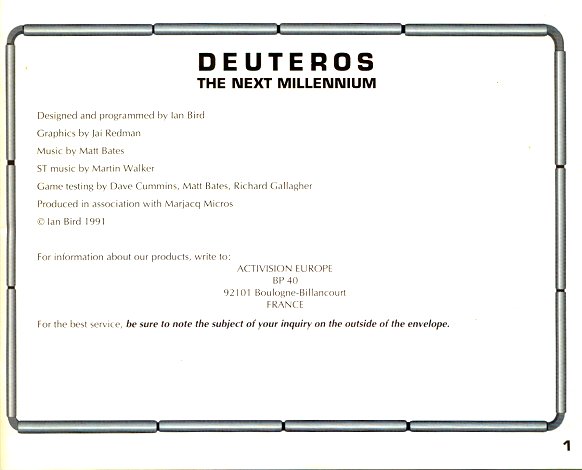 DEUTEROS
THE NEXT MILLENNIUM
Designed and programmed by Ian Bird
Graphics by Jai Redman
Music by Matt Bates
ST music by Martin Walker
Game testing by Dave Cummins, Matt Bates, Richard Gallagher
Produced in association with Marjacq Micros
© Ian Bird 1991
For information about our products, write to:
ACTIVISION EUROPE
BP 40
92101 Boulogne-Billancourt
FRANCE
For the best service, be sure to note the subject of your inquiry on the outside of the envelope.
1